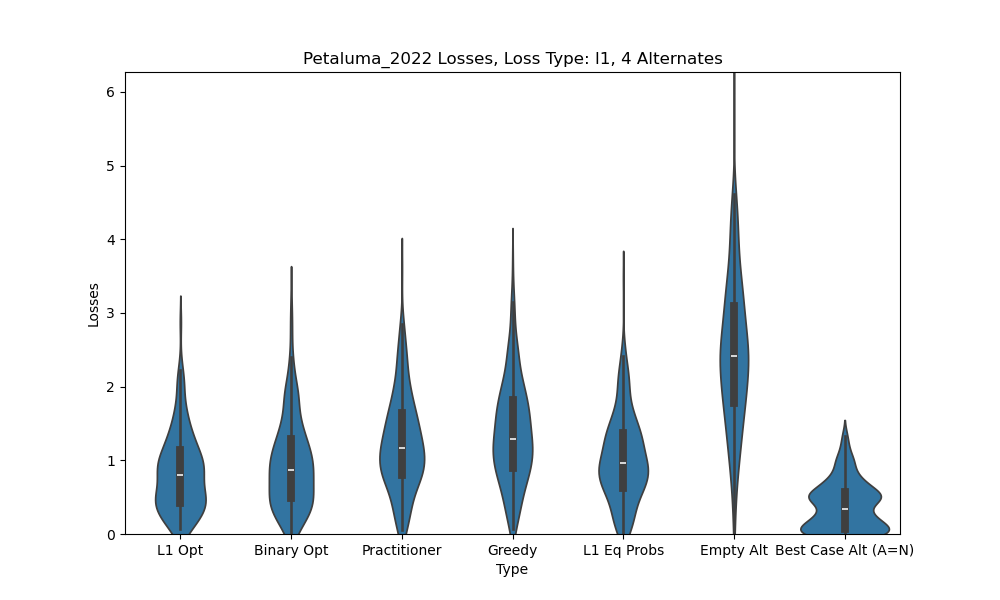 Petaluma_2022 Losses, Loss Type: l1, 4 Alternates
Losses
6
5
4
3
2
1
0
L1 Opt
Binary Opt
Practitioner
Greedy
L1 Eq Probs
Empty Alt
Best Case Alt (A=N)
Type